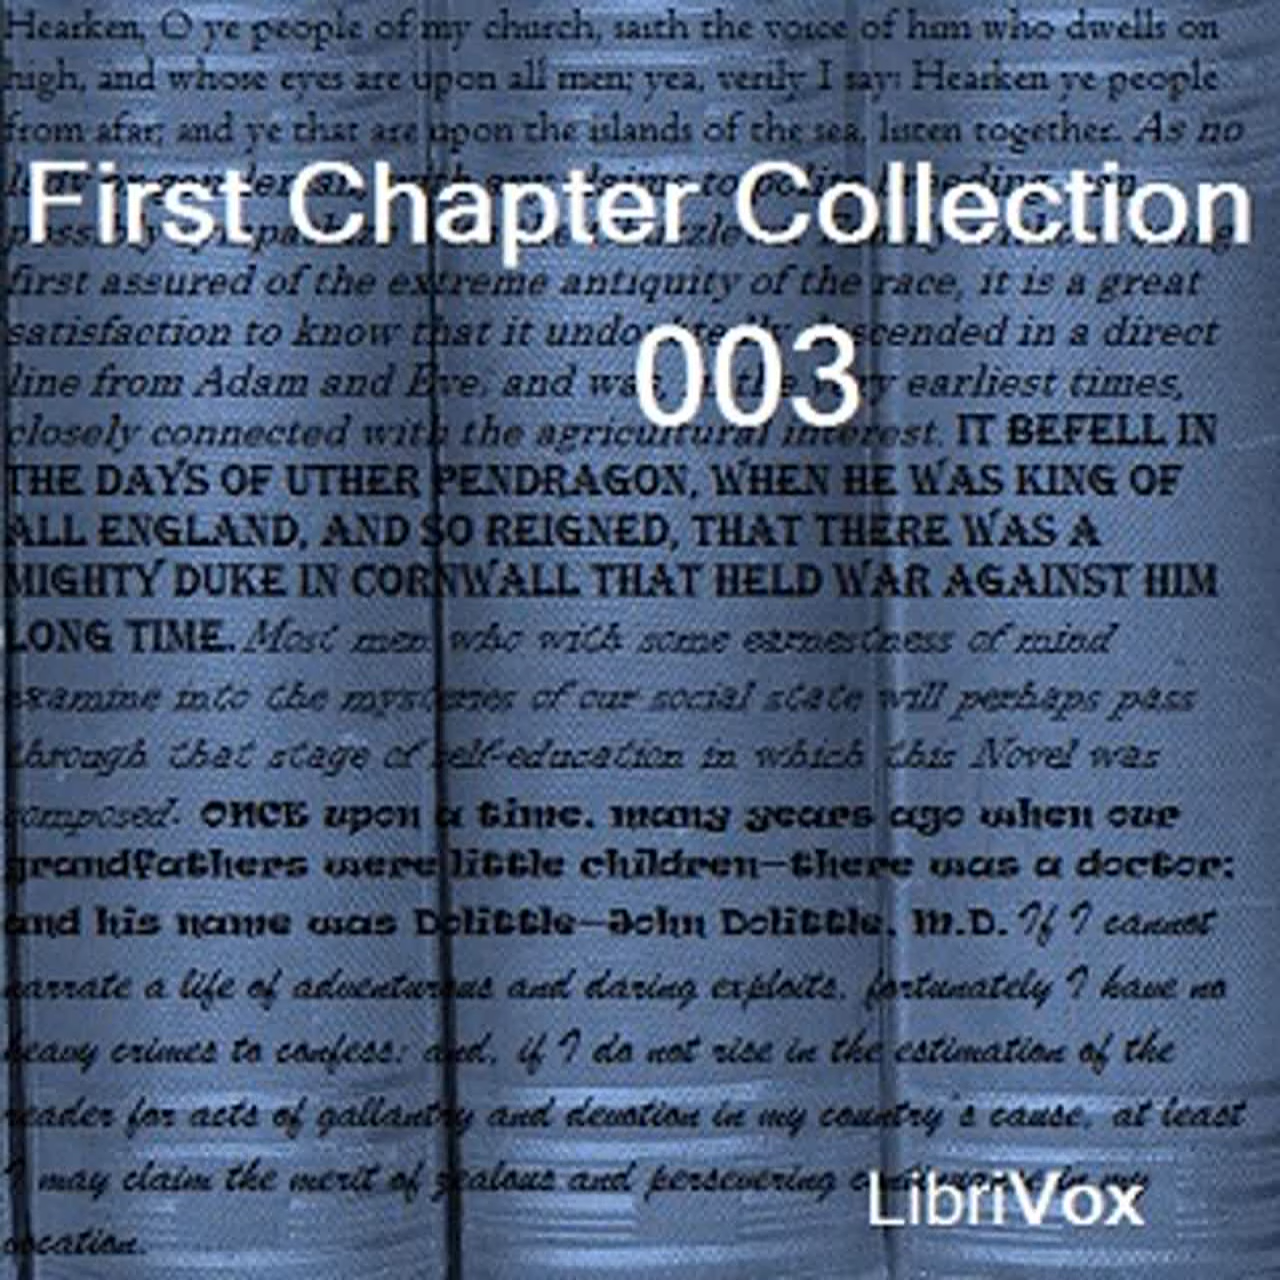 Hearken, O ye people of my church, saith the voice of him who dwells on
high, and whose eyes are upon all men; yea, verily I say: Hearken ye people
from afar; and ye that are upon the islands of the sea, listen together. As no
First Chapter Collection
first assured of the extreme antiquity of the race, it is a great
satisfaction to know that it undoubtedly descended in a direct
003
line from Adam and Eve; and was in the very earliest times,
closely connected with the agricultural interest. IT BEFELL IN
THE DAYS OF UTHER PENDRAGON, WHEN HE WAS KING OF
ALL ENGLAND, AND SO REIGNED, THAT THERE WAS A
MIGHTY DUKE IN CORNWALL THAT HELD WAR AGAINST HIM
LONG TIME. Most men who with some earnestness of mind
examine into the mysteries of our social state will perhaps pass
through that stage of self-education in which this Novel was
composed. ONCE upon a time, many years ago when our
grandfathers were little children—there was a doctor;
and his name was Dolittle—John Dolittle, M.D. If I cannot
narrate a life of adventurous and daring exploits, fortunately I have no
heavy crimes to confess; and, if I do not rise in the estimation of the
reader for acts of gallantry and devotion in my country's cause, at least
I may claim the merit of zealous and persevering continuance in my
LibriVox
vocation.